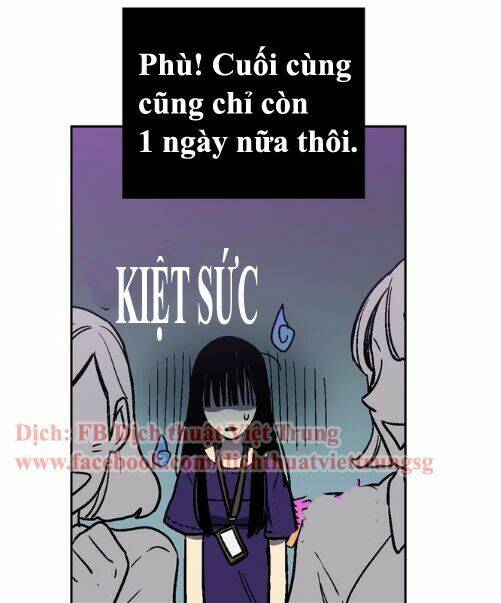 Phù! Cuối cùng
cũng chỉ còn
1 ngày nữa thôi.
KIỆT SỨC
Dịch: FB Dịch thuật Việt Trung
www.facebook.com/dichthuatviettrungsg